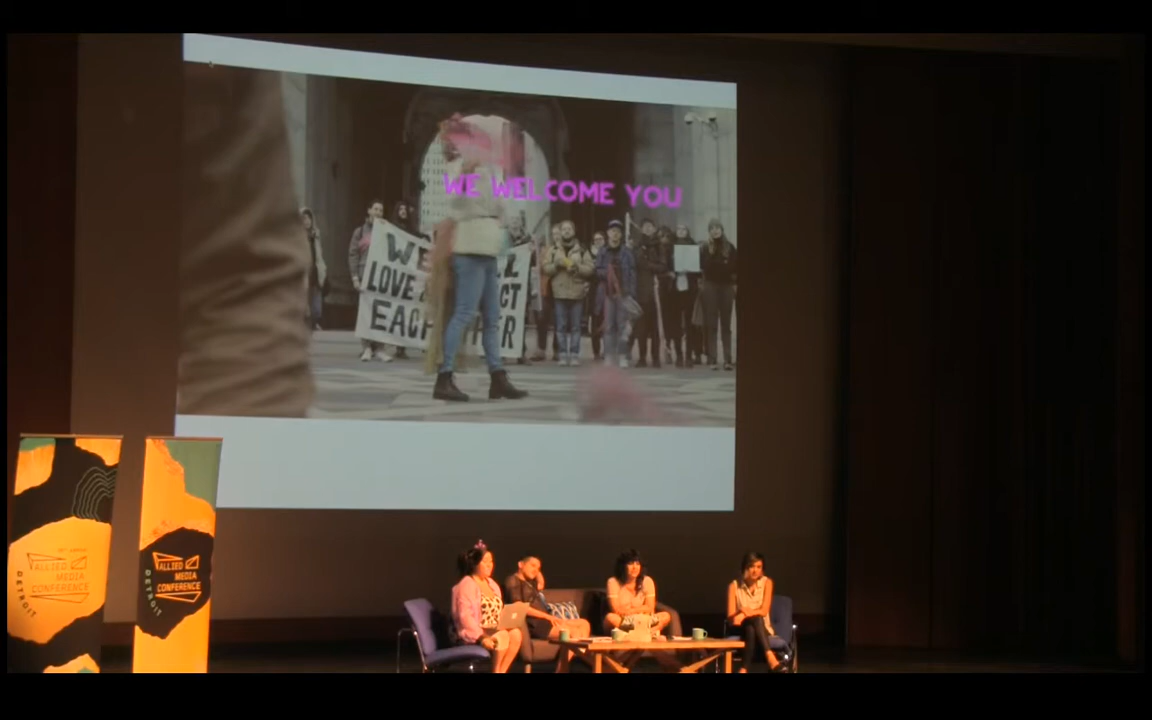 WE WELCOME YOU
WE
LOVE
EACH
ALLIED
MEDIA
CONFERENCE
DETROIT
ALLIED
MEDIA
CONFERENCE
DETROIT